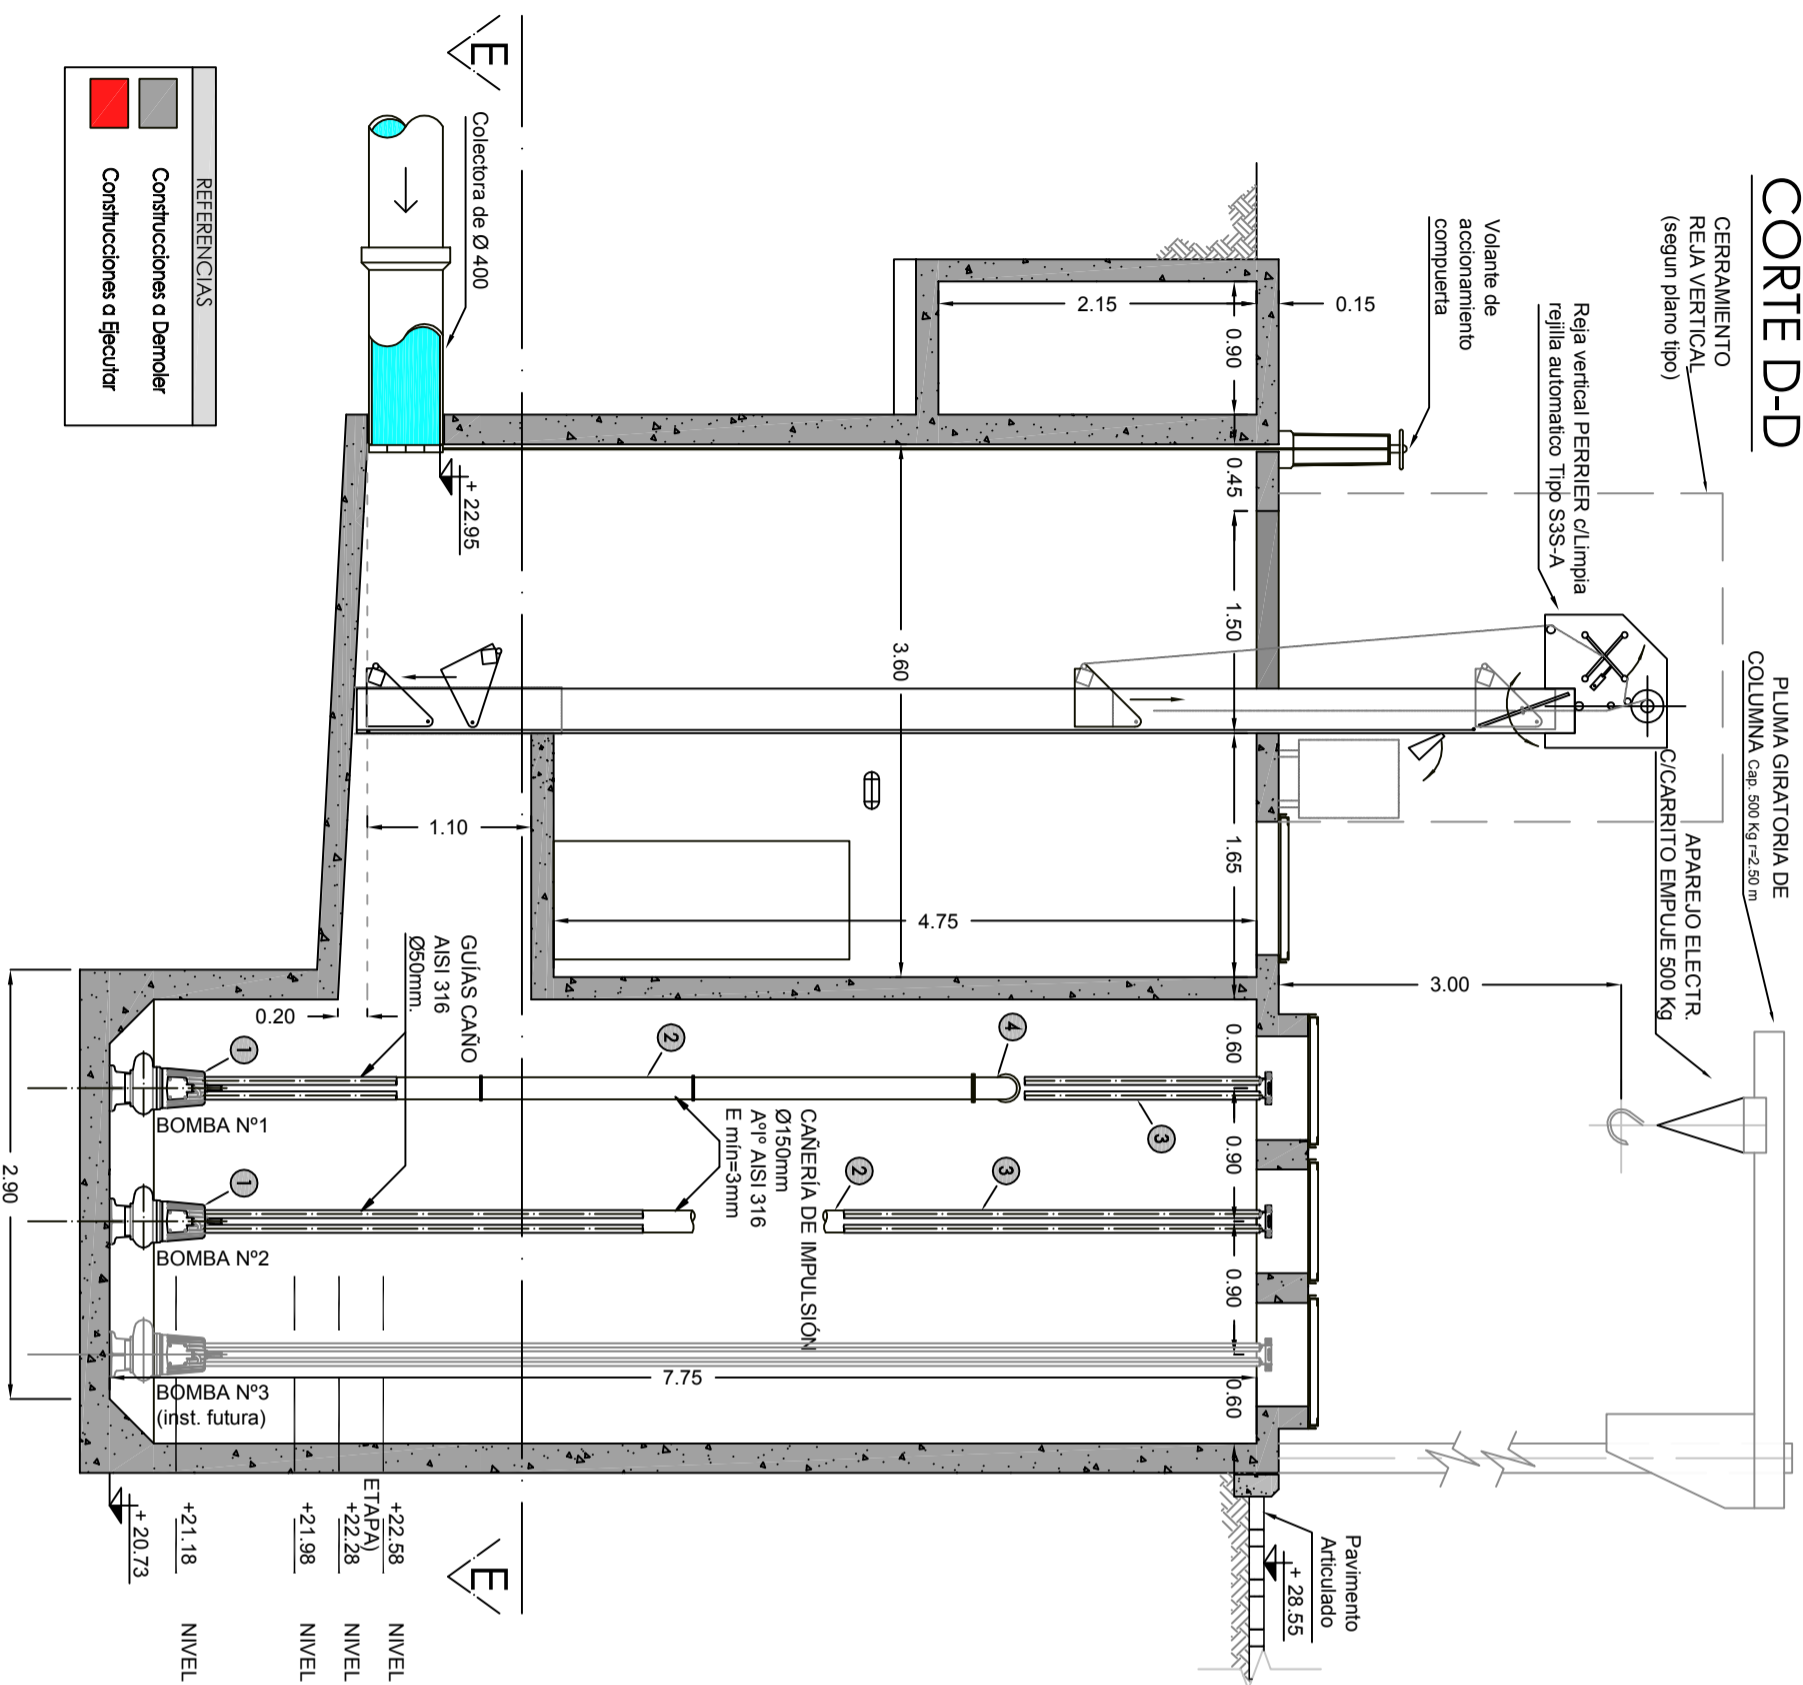 CORTE D-D
CERRAMIENTO
REJA VERTICAL
(segun plano tipo)
Reja vertical PERRIER c/Limpia
rejilla automatico Tipo S3S-A
Volante de
accionamiento
compuerta
PLUMA GIRATORIA DE
COLUMNA Cap. 500 Kg r=2.50 m
APAREJO ELECTR.
C/CARRITO EMPUJE 500 Kg
3.00
0.15
2.15
0.90
0.45
1.50
1.65
0.60
0.90
0.90
0.60
3.60
4.75
Pavimento
Articulado
+ 28.55
E
E
Colectora de Ø 400
+ 22.95
1.10
0.20
GUÍAS CAÑO
AISI 316
Ø50mm.
CAÑERÍA DE IMPULSIÓN
Ø150mm
AºIº AISI 316
E mín=3mm
1
2
4
3
1
2
3
BOMBA Nº1
BOMBA Nº2
BOMBA Nº3
(inst. futura)
7.75
2.90
+22.58
NIVEL
ETAPA)
+22.28
NIVEL
+21.98
NIVEL
+21.18
NIVEL
+ 20.73
REFERENCIAS
Construcciones a Demoler
Construcciones a Ejecutar